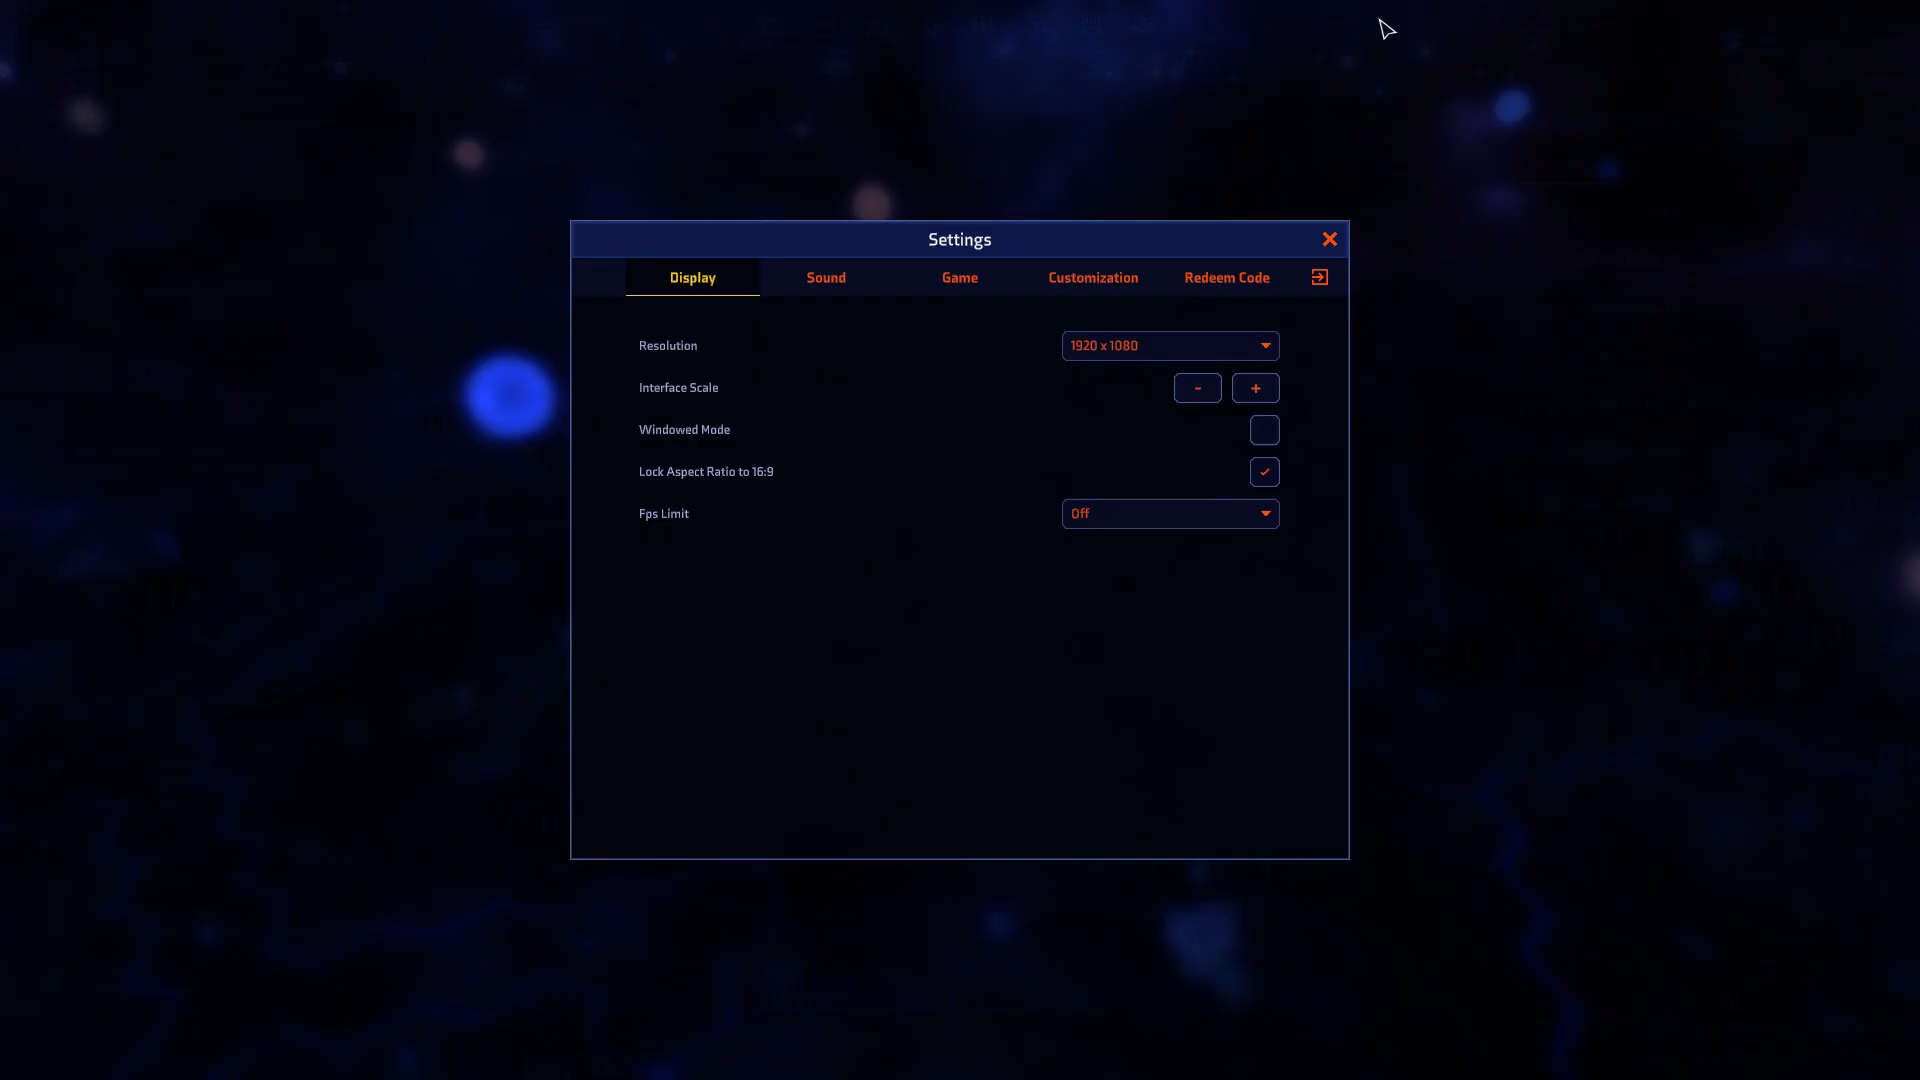 Settings
Display Sound Game Customization Redeem Code
Resolution 1920 x 1080
Interface Scale - +
Windowed Mode
Lock Aspect Ratio to 16:9
Fps Limit Off